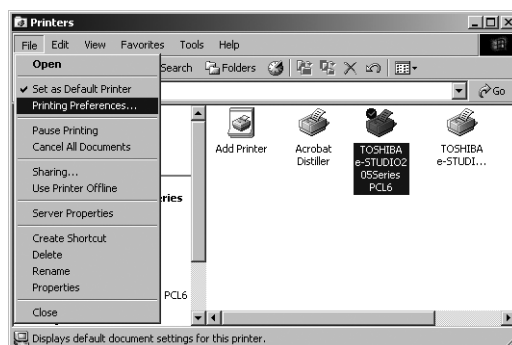 Printers
File Edit View Favorites Tools Help
Open
Search Folders
Set as Default Printer
Go
Printing Preferences...
Pause Printing
Cancel All Documents
Add Printer
Acrobat
Distiller
TOSHIBA
e-STUDIO2
05Series
PCL6
TOSHIBA
e-STUDI...
Sharing...
Use Printer Offline
Server Properties
Create Shortcut
Delete
Rename
Properties
PCL6
Close
Displays default document settings for this printer.